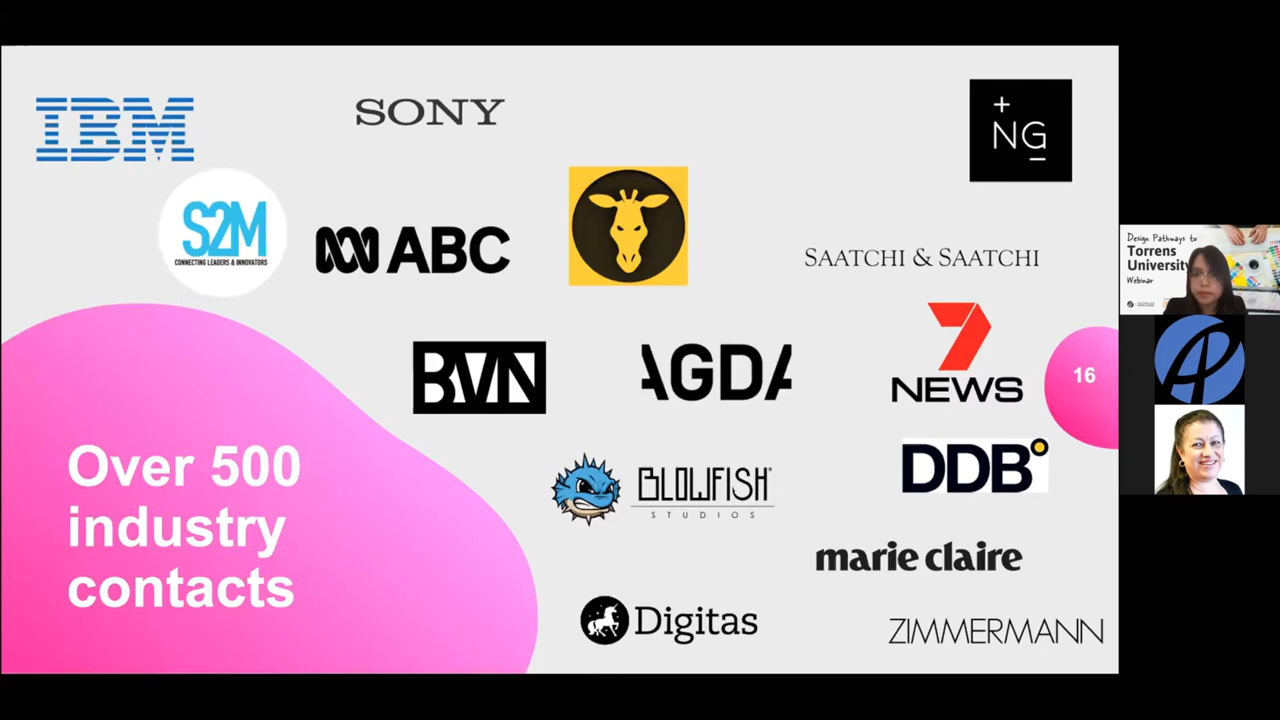 IBM
SONY
+
NG
–
S2M
CONNECTING LEADERS & INNOVATORS
ABC
SAATCHI & SAATCHI
BVN
AGDA
7
NEWS
16
Over 500
industry
contacts
BLOWFISH
STUDIOS
DDB
marie claire
Digitas
ZIMMERMANN
Design Pathways to
Torrens
University
Webinar